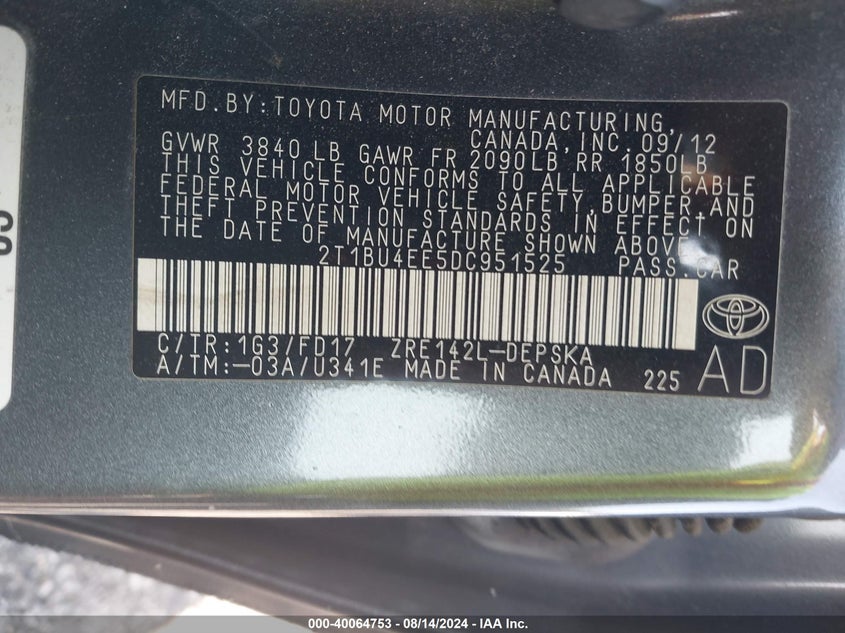 MFD.BY:TOYOTA MOTOR MANUFACTURING,
CANADA,INC. 09/12
GVWR 3840 LB GAWR FR 2090LB RR 1850LB
THIS VEHICLE CONFORMS TO ALL APPLICABLE
FEDERAL MOTOR VEHICLE SAFETY,BUMPER AND
THEFT PREVENTION STANDARDS IN EFFECT ON
THE DATE OF MANUFACTURE SHOWN ABOVE.
2T1BU4EE5DC951525 PASS.CAR
C/TR:1G3/FD17 ZRE142L-DEPSKA
A/TM:-03A/U341E MADE IN CANADA 225 AD
000-40064753 - 08/14/2024 - IAA Inc.